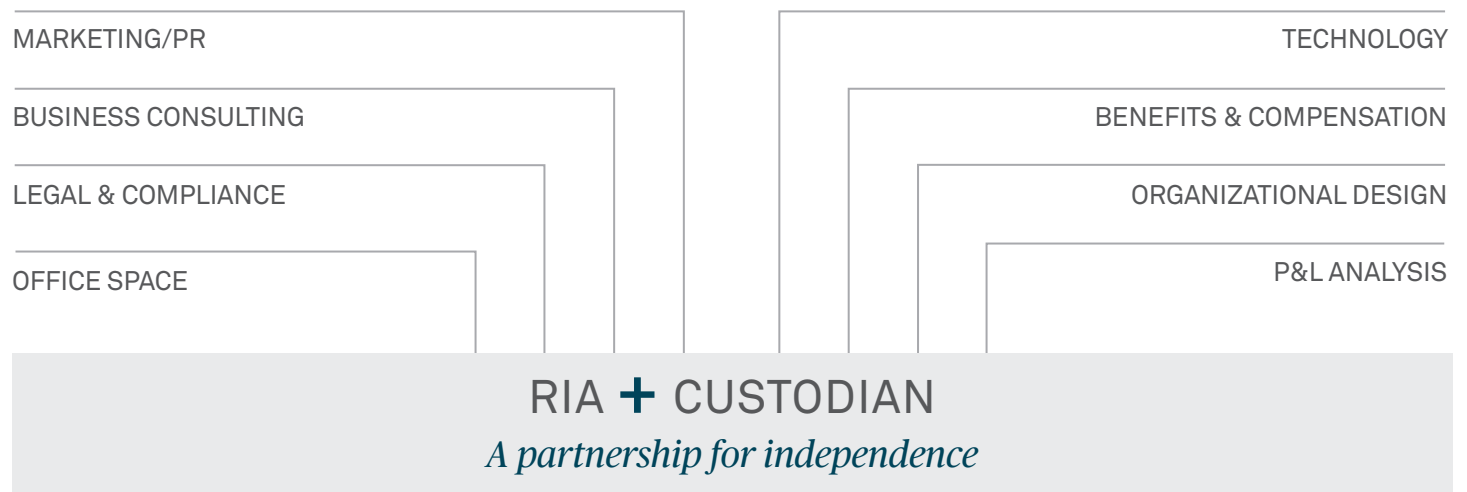 MARKETING/PR
BUSINESS CONSULTING
LEGAL & COMPLIANCE
OFFICE SPACE
TECHNOLOGY
BENEFITS & COMPENSATION
ORGANIZATIONAL DESIGN
P&L ANALYSIS
RIA + CUSTODIAN
A partnership for independence